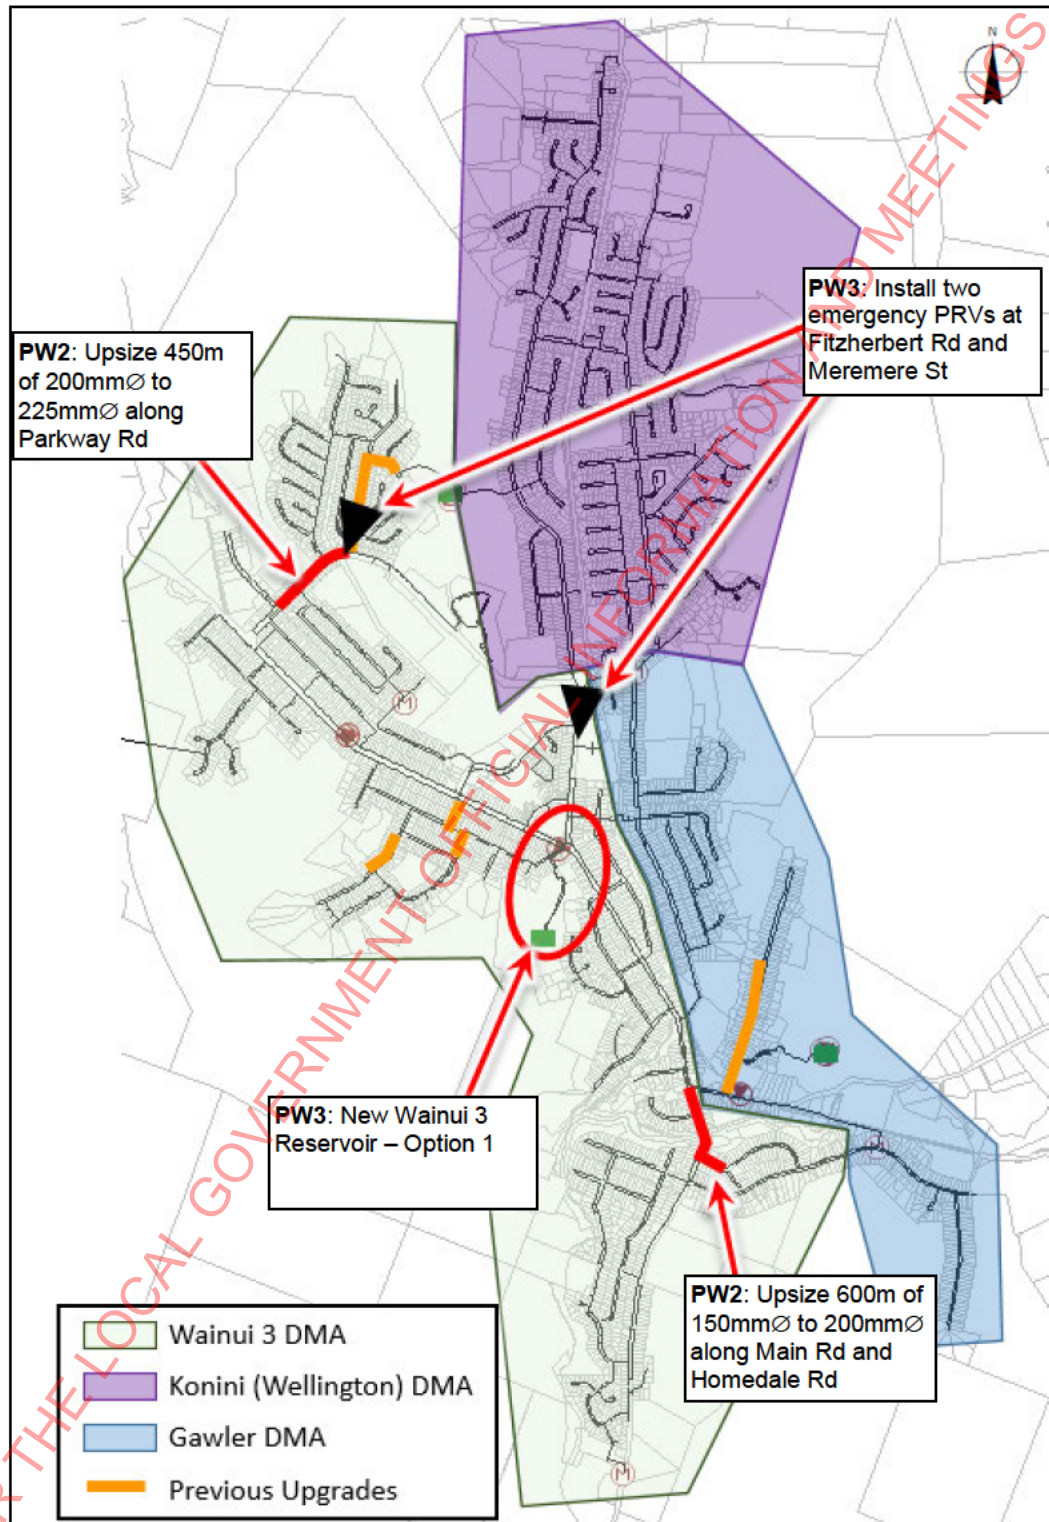 N
PW3: Install two
emergency PRVs at
Fitzherbert Rd and
Meremere St
PW2: Upsize 450m
of 200mm∅ to
225mm∅ along
Parkway Rd
M
M
M
M
PW3: New Wainui 3
Reservoir – Option 1
PW2: Upsize 600m of
150mm∅ to 200mm∅
along Main Rd and
Homedale Rd
Wainui 3 DMA
Konini (Wellington) DMA
Gawler DMA
Previous Upgrades
R THE LOCAL GOVERNMENT OFFICIAL INFORMATION AND MEETINGS